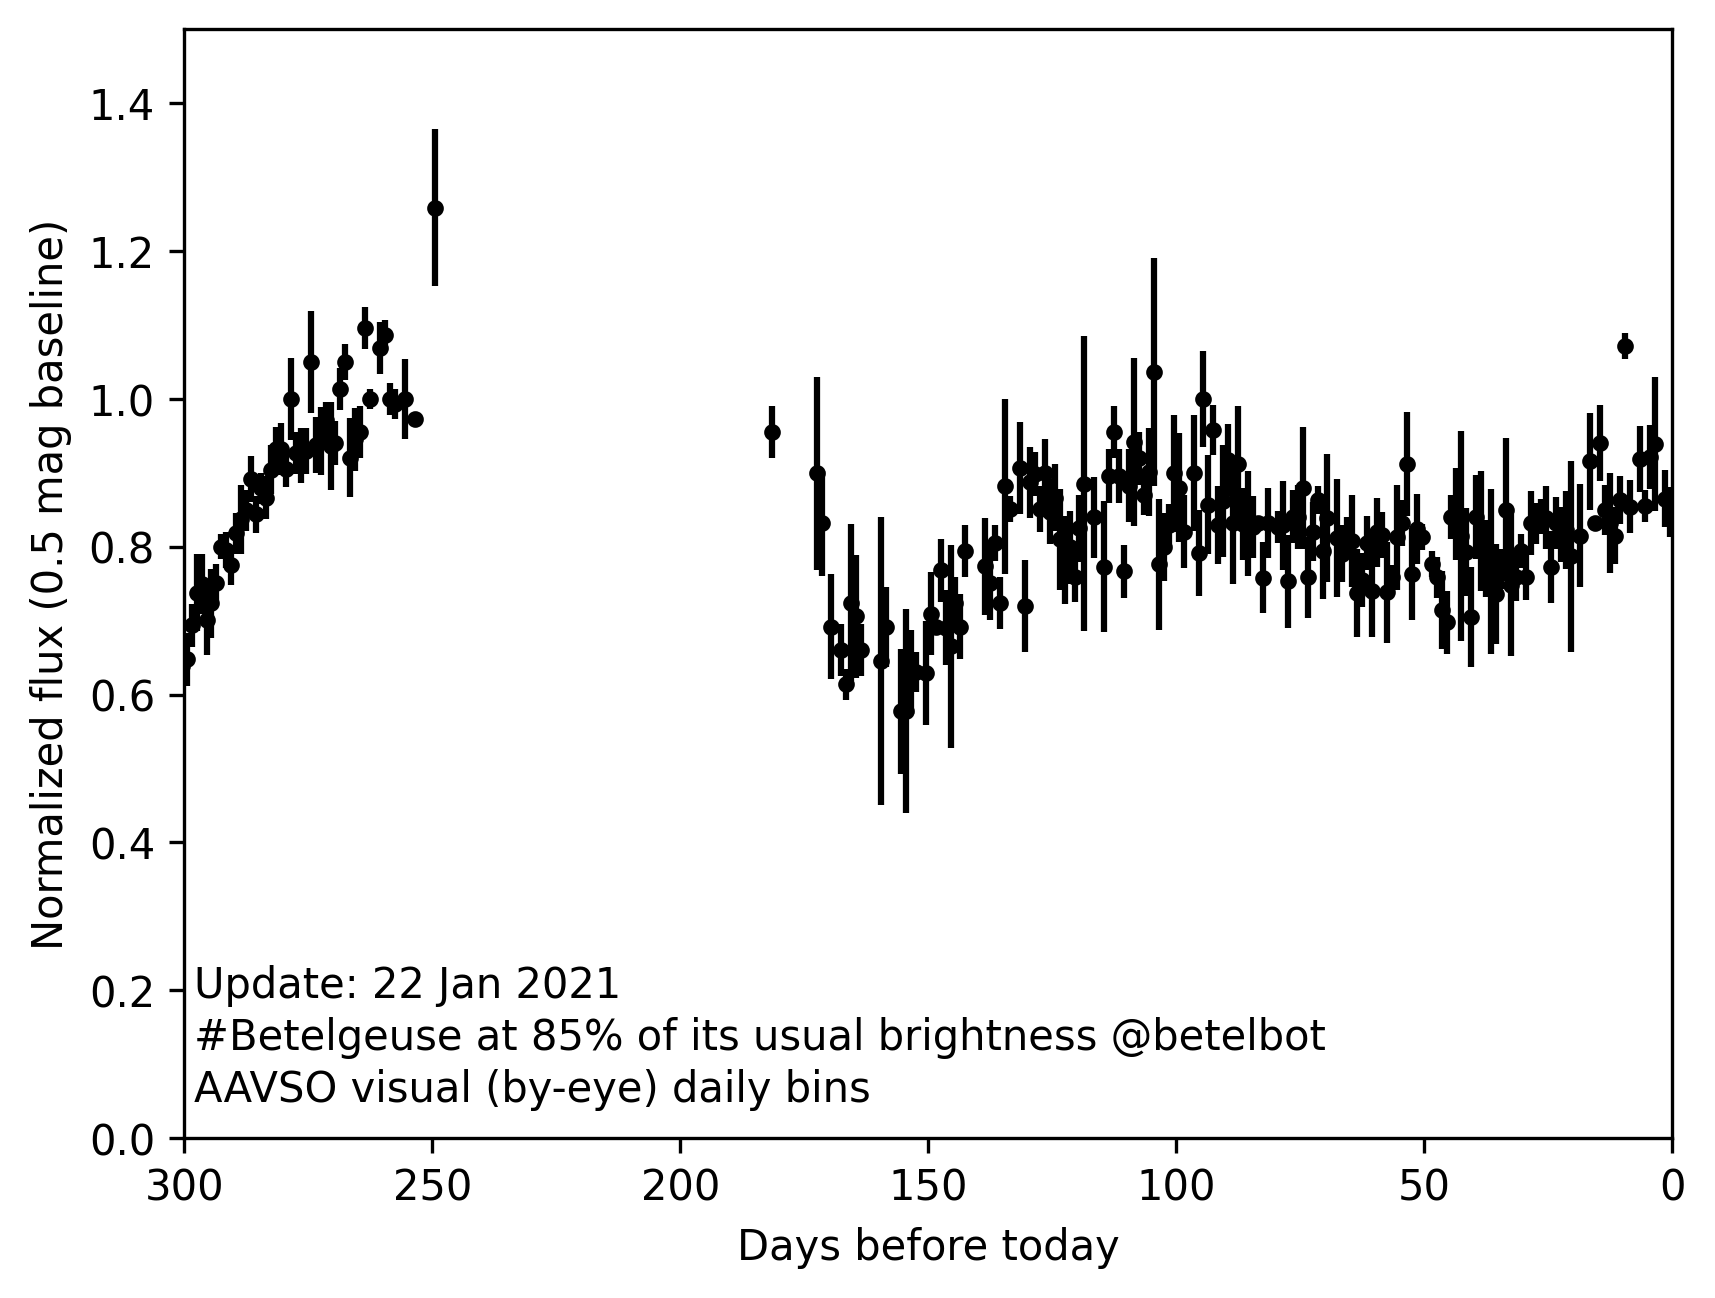 1.4
1.2
1.0
0.8
0.6
0.4
0.2
0.0
Normalized flux (0.5 mag baseline)
Update: 22 Jan 2021
#Betelgeuse at 85% of its usual brightness @betelbot
AAVSO visual (by-eye) daily bins
300 250 200 150 100 50 0
Days before today